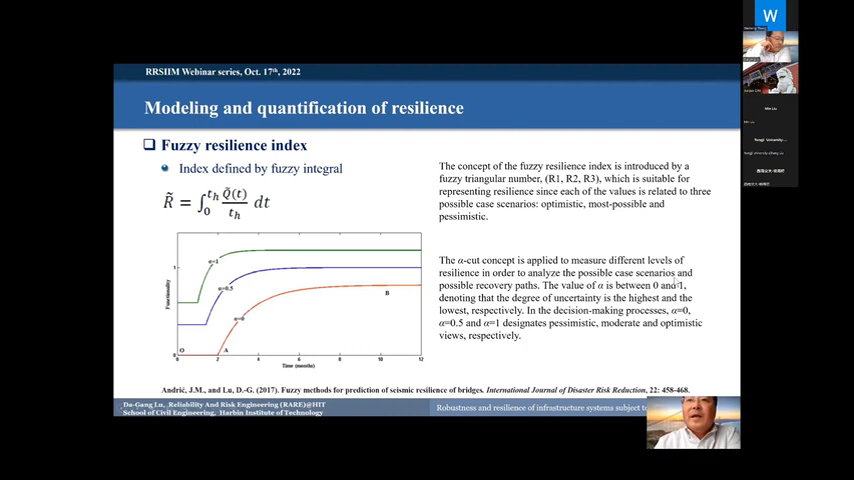 RRSIIM Webinar series, Oct. 17th, 2022
W
Modeling and quantification of resilience
Fuzzy resilience index
Index defined by fuzzy integral
R̃ = ∫₀^{t_h} Q̃(t)/t_h dt
The concept of the fuzzy resilience index is introduced by a
fuzzy triangular number, (R1, R2, R3), which is suitable for
representing resilience since each of the values is related to three
possible case scenarios: optimistic, most-possible and
pessimistic.
The α-cut concept is applied to measure different levels of
resilience in order to analyze the possible case scenarios and
possible recovery paths. The value of α is between 0 and 1,
denoting that the degree of uncertainty is the highest and the
lowest, respectively. In the decision-making processes, α=0,
α=0.5 and α=1 designates pessimistic, moderate and optimistic
views, respectively.
α=1
1
α=0.5
Functionality
B
α=0
O
A
0
0 2 4 6 8 10 12
Time (months)
Andrić, J.M., and Lu, D.-G. (2017). Fuzzy methods for prediction of seismic resilience of bridges. International Journal of Disaster Risk Reduction, 22: 458-468.
Da-Gang Lu, Reliability And Risk Engineering (RARE)@HIT
School of Civil Engineering, Harbin Institute of Technology
Robustness and resilience of infrastructure systems subject to
Min Liu
Tongji University